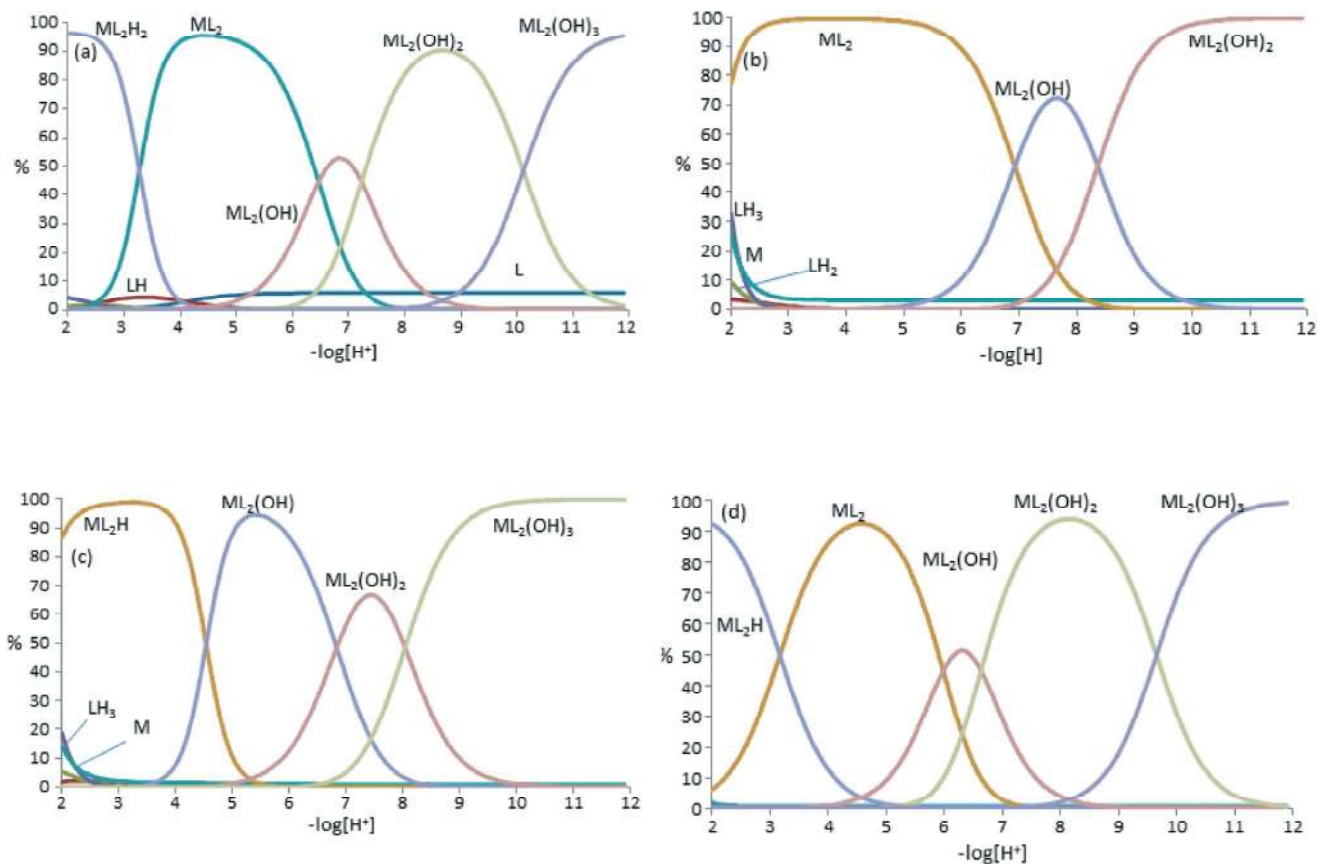 (a)
ML₂H₂
ML₂
ML₂(OH)₂
ML₂(OH)₃
ML₂(OH)
LH
L
%
100
90
80
70
60
50
40
30
20
10
0
2 3 4 5 6 7 8 9 10 11 12
-log[H⁺]
(b)
ML₂
ML₂(OH)₂
ML₂(OH)
LH₃
M
LH₂
%
100
90
80
70
60
50
40
30
20
10
0
2 3 4 5 6 7 8 9 10 11 12
-log[H]
(c)
ML₂H
ML₂(OH)
ML₂(OH)₂
ML₂(OH)₃
LH₃
M
%
100
90
80
70
60
50
40
30
20
10
0
2 3 4 5 6 7 8 9 10 11 12
-log[H⁺]
(d)
ML₂
ML₂(OH)₂
ML₂(OH)₃
ML₂(OH)
ML₂H
%
100
90
80
70
60
50
40
30
20
10
0
2 3 4 5 6 7 8 9 10 11 12
-log[H⁺]